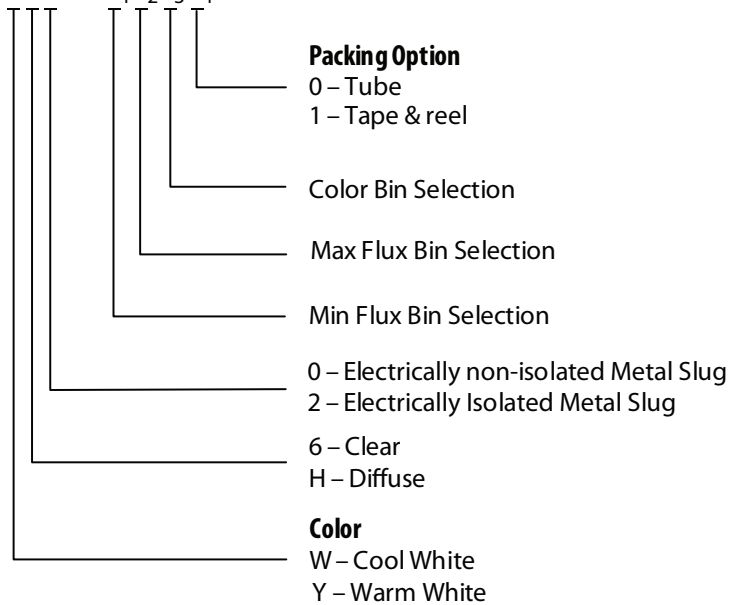 Packing Option
0 – Tube
1 – Tape & reel
Color Bin Selection
Max Flux Bin Selection
Min Flux Bin Selection
0 – Electrically non-isolated Metal Slug
2 – Electrically Isolated Metal Slug
6 – Clear
H – Diffuse
Color
W – Cool White
Y – Warm White